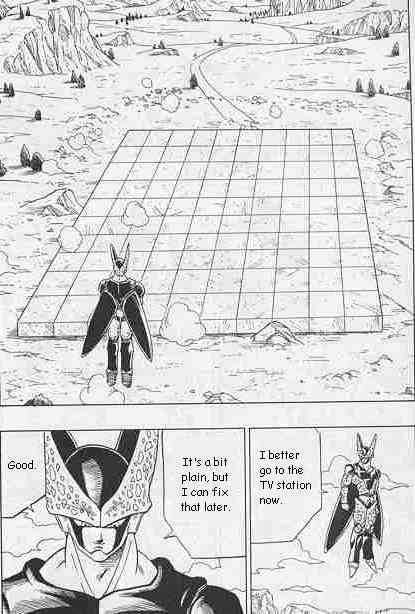 Good.
It's a bit
plain, but
I can fix
that later.
I better
go to the
TV station
now.